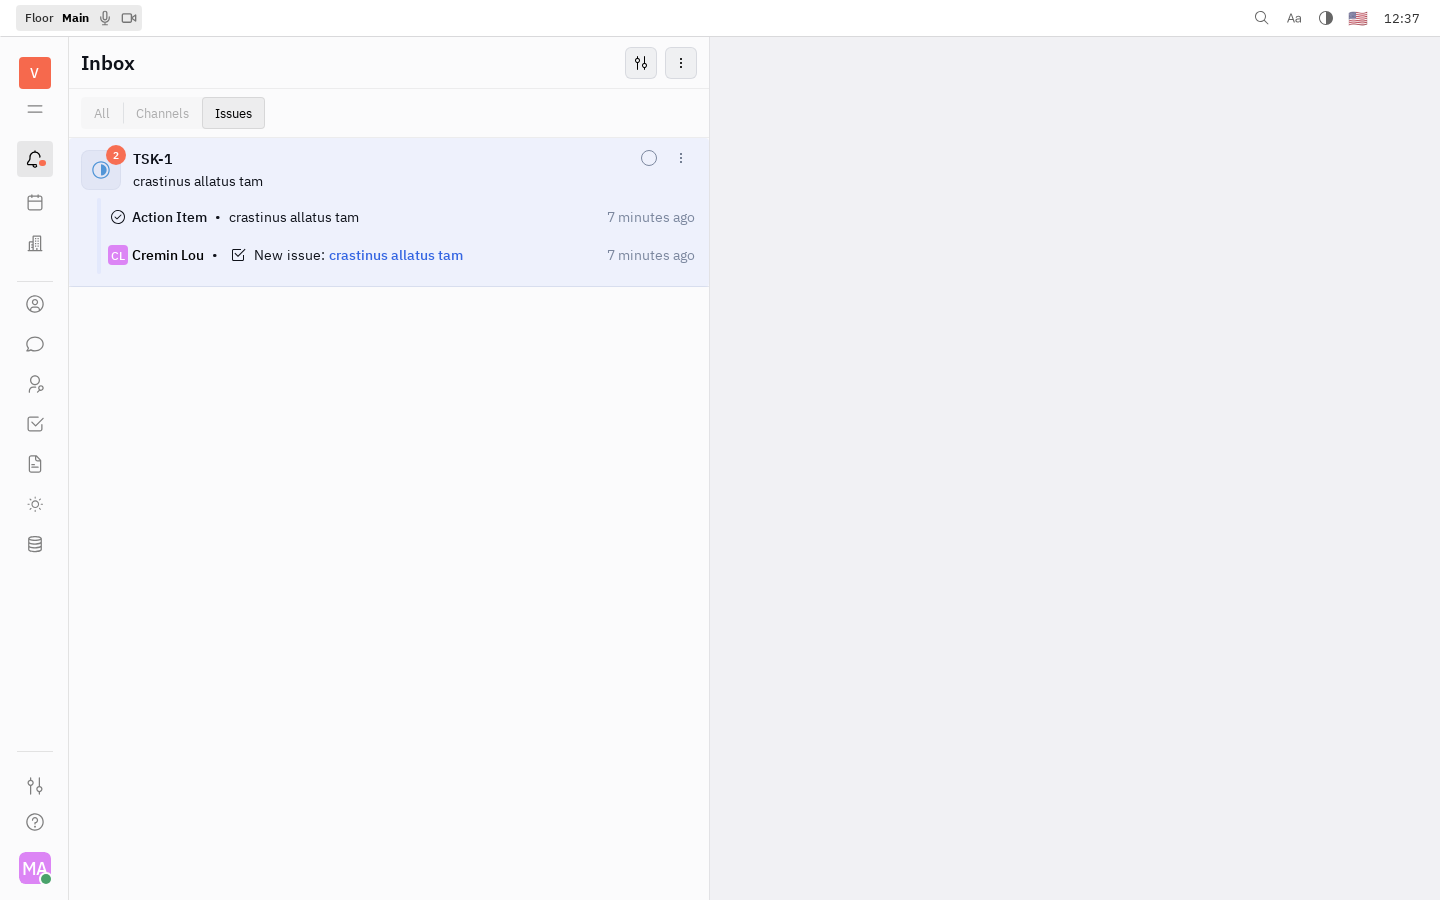 Floor Main
Aa
12:37
V
Inbox
All Channels Issues
2
TSK-1
crastinus allatus tam
Action Item • crastinus allatus tam 7 minutes ago
CL Cremin Lou • New issue: crastinus allatus tam 7 minutes ago
MA